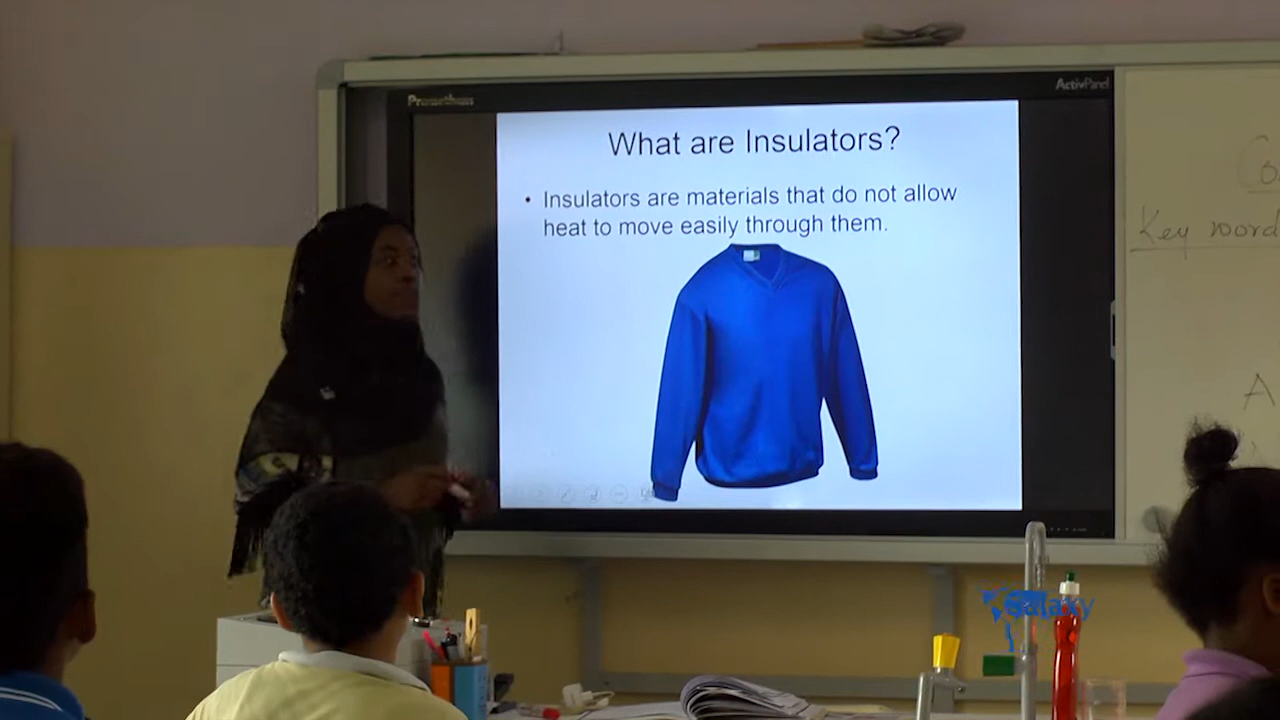 Promethean
ActivPanel
What are Insulators?
• Insulators are materials that do not allow
heat to move easily through them.
Co
Key word
A
Galaxy